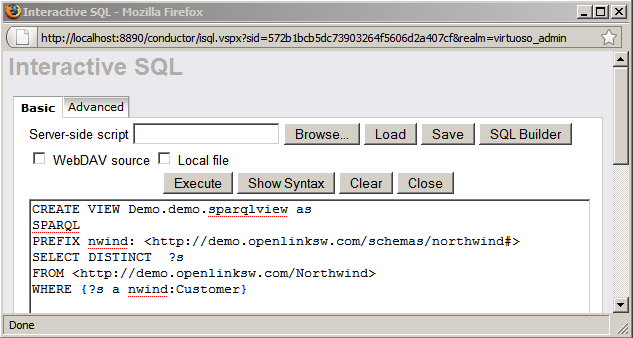 Interactive SQL - Mozilla Firefox
http://localhost:8890/conductor/isql.vspx?sid=572b1bcb5dc73903264f5606d2a407cf&realm=virtuoso_admin
Interactive SQL
Basic Advanced
Server-side script Browse... Load Save SQL Builder
WebDAV source Local file
Execute Show Syntax Clear Close
CREATE VIEW Demo.demo.sparqlview as
SPARQL
PREFIX nwind: <http://demo.openlinksw.com/schemas/northwind#>
SELECT DISTINCT  ?s
FROM <http://demo.openlinksw.com/Northwind>
WHERE {?s a nwind:Customer}
Done